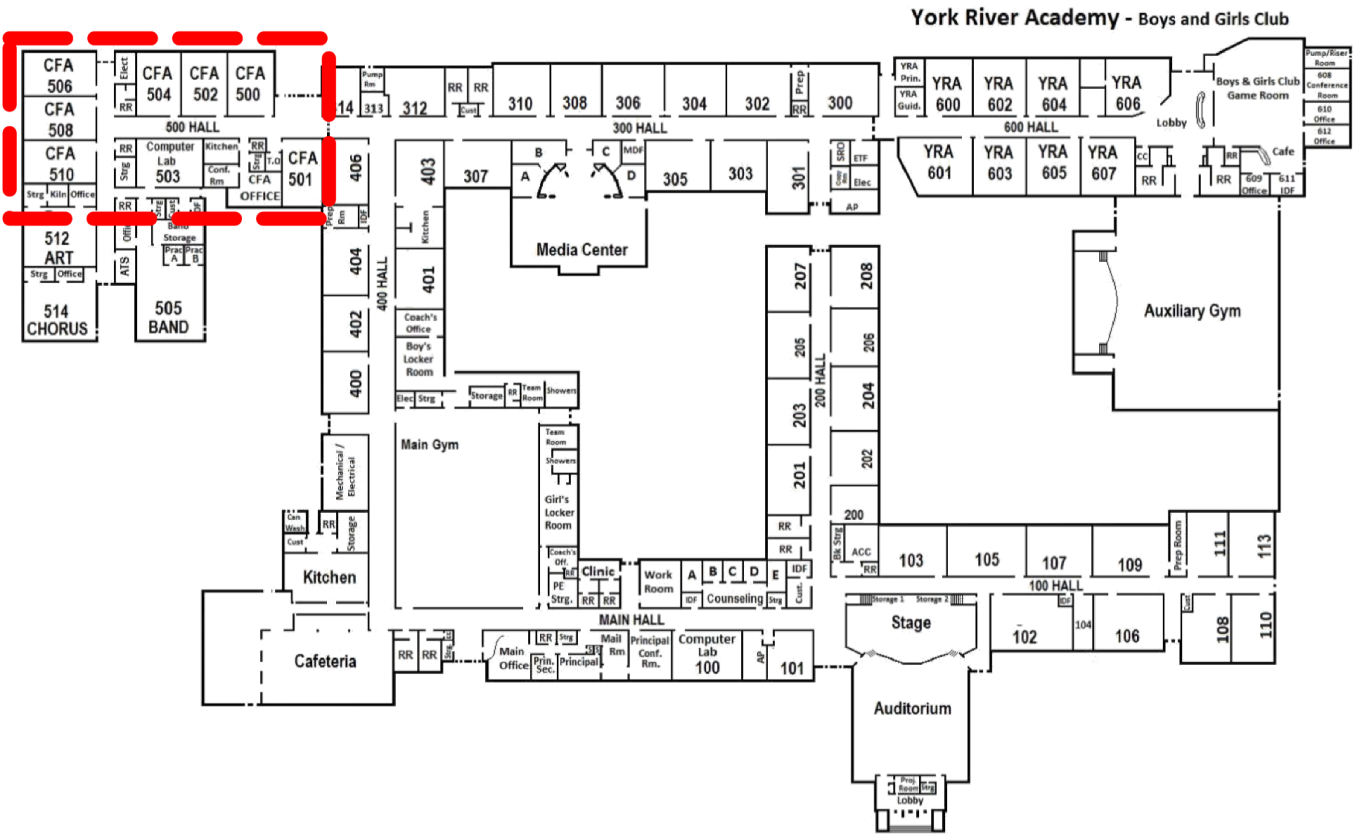 York River Academy - Boys and Girls Club
CFA
506
Elect
CFA
504
CFA
502
CFA
500
RR
CFA
508
500 HALL
CFA
510
RR
Strg
Computer
Lab
503
Kitchen
Conf.
Rm
RR
Strg
T.O
CFA
OFFICE
CFA
501
Strg
Kiln
Office
RR
Strg
Cust
Band
Storage
Prac
A
Prac
B
512
ART
Strg
Office
ATS
514
CHORUS
505
BAND
14
Pump
Rm
313
312
RR
RR
Cust
310
308
306
304
302
Prep
RR
300
300 HALL
406
403
307
B
A
C
MDF
D
305
303
301
SRO
ETF
Copy
Rm
Elec
AP
Prep
Rm
IDF
Kitchen
Media Center
404
400 HALL
401
402
Coach's
Office
Boy's
Locker
Room
400
Elec
Strg
Storage
RR
Team
Room
Showers
Main Gym
Team
Room
Showers
Girl's
Locker
Room
Coach's
Off.
RR
PE
Strg.
Clinic
RR
RR
Mechanical /
Electrical
Can
Wash
Cust
RR
Storage
Kitchen
Cafeteria
RR
RR
Strg
YRA
Prin.
YRA
Guid.
YRA
600
YRA
602
YRA
604
YRA
606
Lobby
600 HALL
YRA
601
YRA
603
YRA
605
YRA
607
CC
RR
RR
RR
Boys & Girls Club
Game Room
Cafe
609
Office
611
IDF
Pump/Riser
Room
608
Conference
Room
610
Office
612
Office
Auxiliary Gym
207
208
205
206
200 HALL
203
204
201
202
200
RR
RR
Bk Strg
ACC
RR
103
105
107
109
Prep Room
111
113
100 HALL
Work
Room
A
B
C
D
E
IDF
IDF
Counseling
Strg
Cust.
MAIN HALL
Main
Office
RR
Strg
Prin.
Sec.
Principal
Mail
Rm
Principal
Conf.
Rm.
Computer
Lab
100
AP
101
Storage 1
Storage 2
Stage
IDF
102
104
106
Cust
108
110
Auditorium
Proj.
Room
Strg
Lobby